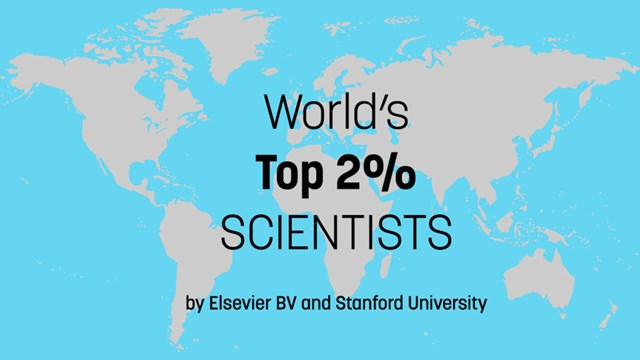 World's
Top 2%
SCIENTISTS
by Elsevier BV and Stanford University